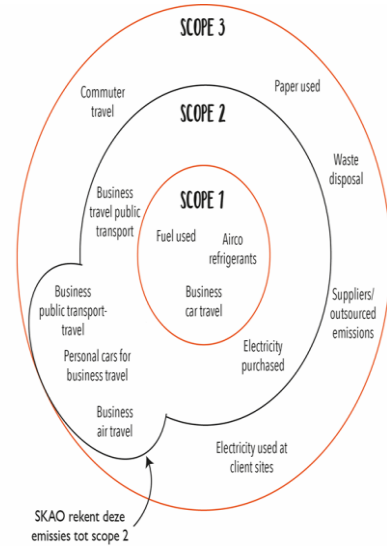 SCOPE 3
Commuter
travel
Paper used
SCOPE 2
Waste
disposal
Business
travel public
transport
SCOPE 1
Fuel used
Airco
refrigerants
Business
car travel
Business
public transport-
travel
Suppliers/
outsourced
emissions
Personal cars for
business travel
Electricity
purchased
Business
air travel
Electricity used at
client sites
SKAO rekent deze
emissies tot scope 2